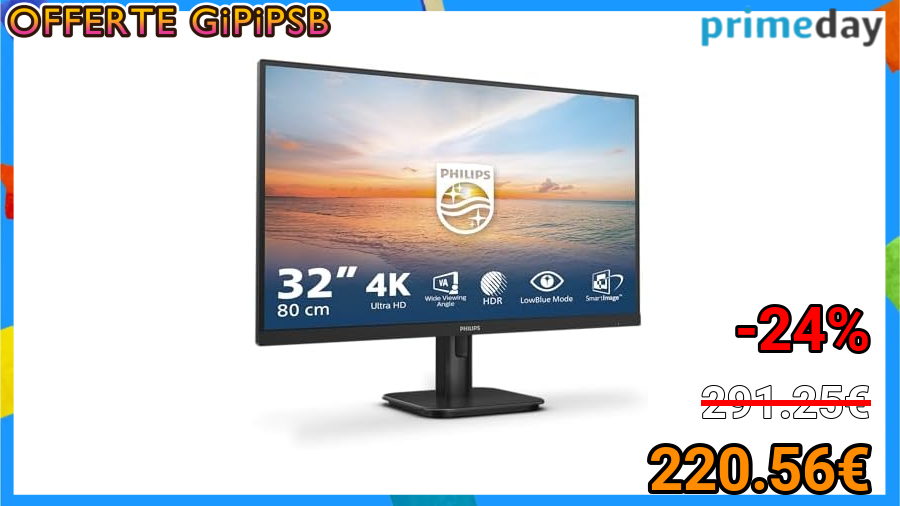 OFFERTE GiPiPSB
primeday
PHILIPS
32” 4K
80 cm Ultra HD
VA
Wide Viewing
Angle
HDR
LowBlue Mode
SmartImage™
PHILIPS
-24%
291.25€
220.56€